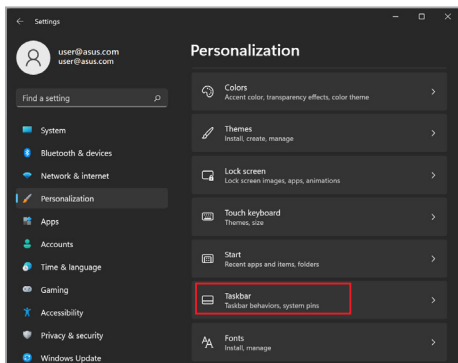 Settings
user@asus.com
user@asus.com
Find a setting
System
Bluetooth & devices
Network & internet
Personalization
Apps
Accounts
Time & language
Gaming
Accessibility
Privacy & security
Windows Update
Personalization
Colors
Accent color, transparency effects, color theme
Themes
Install, create, manage
Lock screen
Lock screen images, apps, animations
Touch keyboard
Themes, size
Start
Recent apps and items, folders
Taskbar
Taskbar behaviors, system pins
Fonts
Install, manage